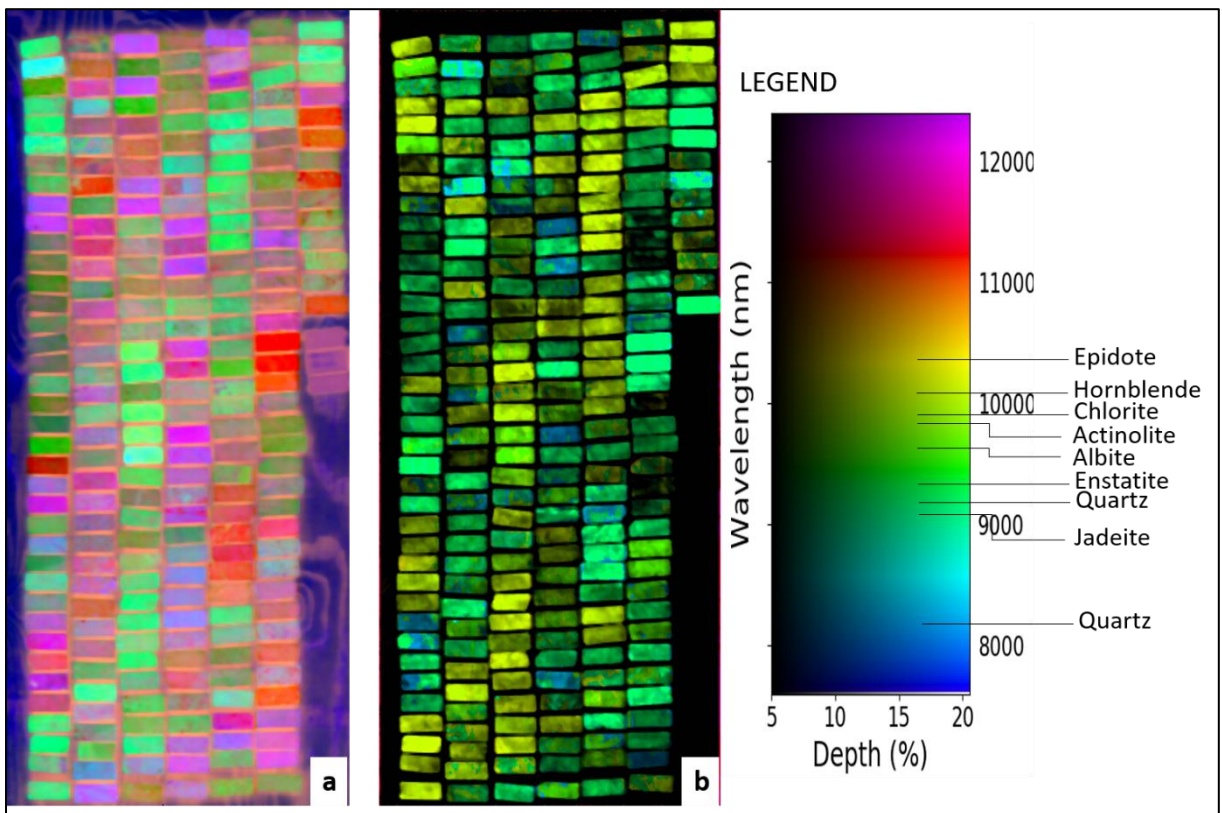 LEGEND
Wavelength (nm)
12000
11000
10000
9000
8000
5
10
15
20
Depth (%)
Epidote
Hornblende
Chlorite
Actinolite
Albite
Enstatite
Quartz
Jadeite
Quartz
a
b